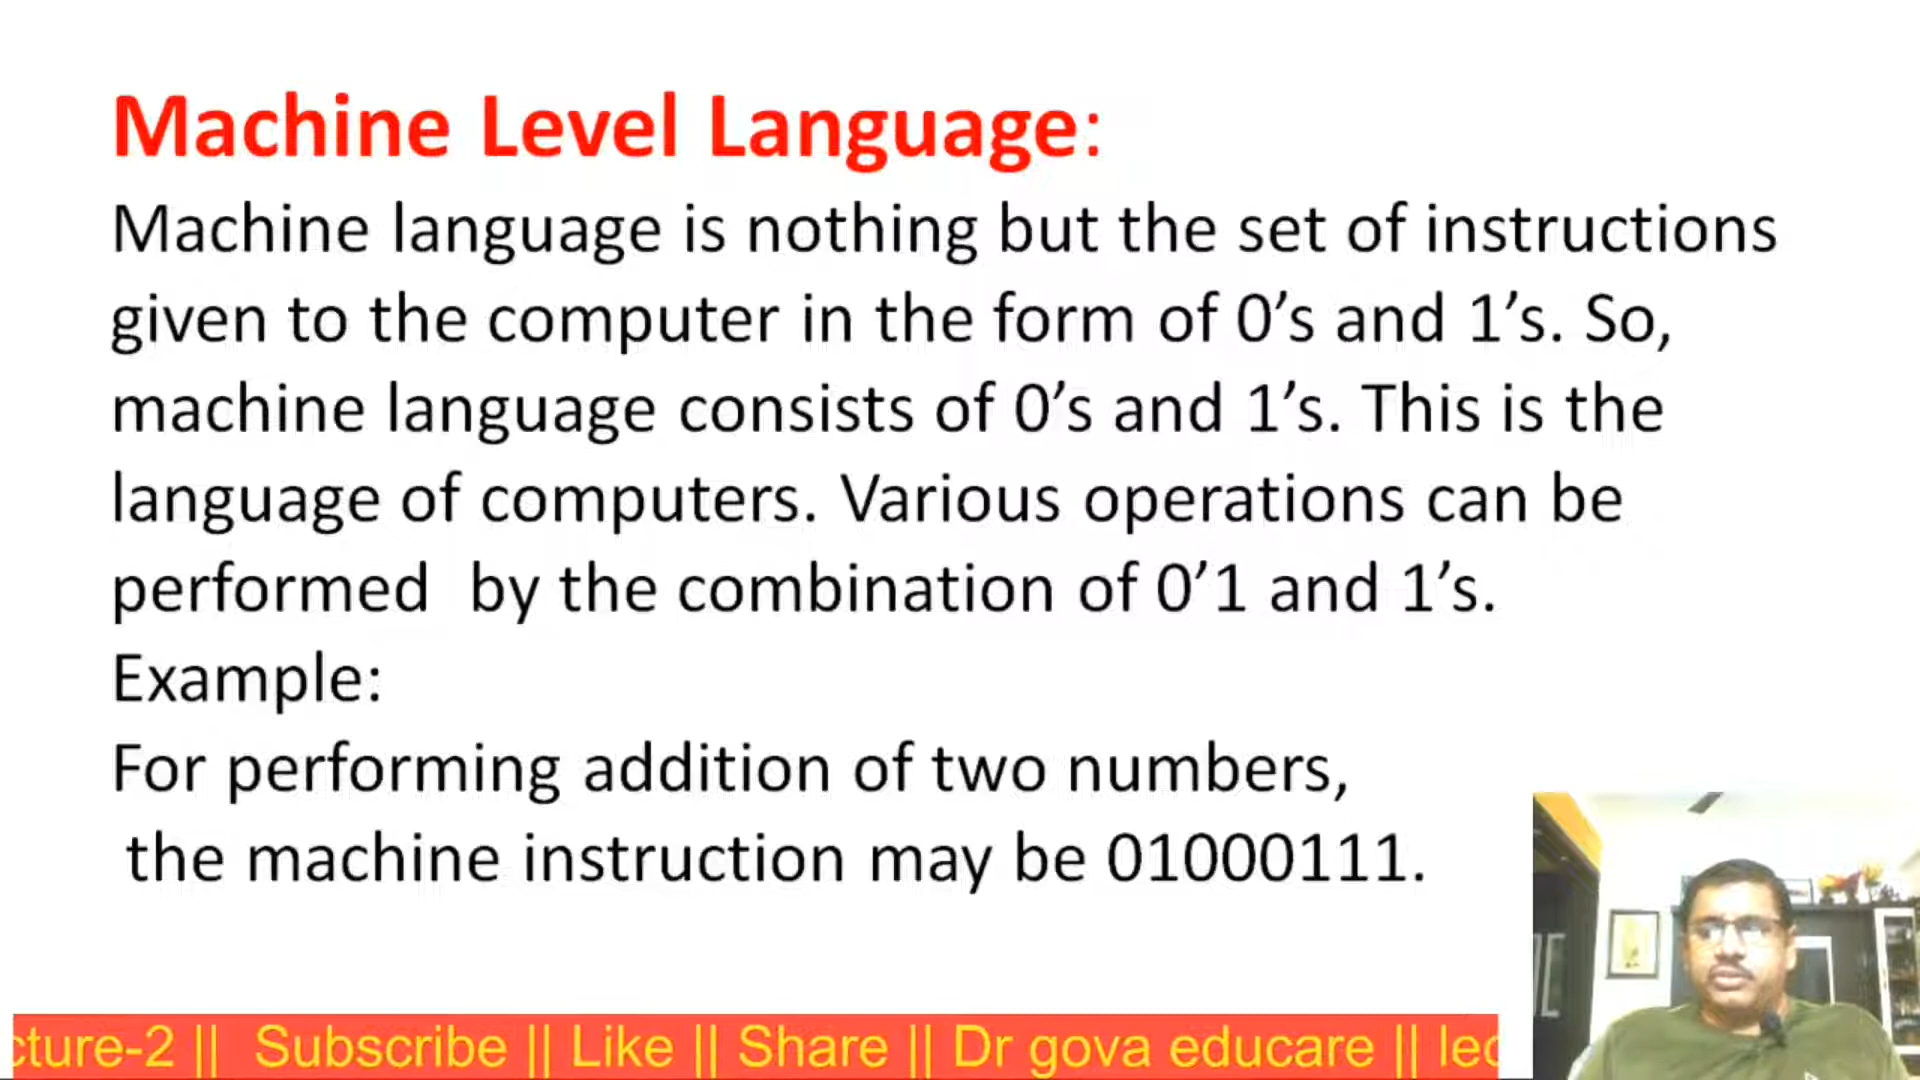 Machine Level Language:
Machine language is nothing but the set of instructions
given to the computer in the form of 0’s and 1’s. So,
machine language consists of 0’s and 1’s. This is the
language of computers. Various operations can be
performed  by the combination of 0’1 and 1’s.
Example:
For performing addition of two numbers,
the machine instruction may be 01000111.
cture-2 || Subscribe || Like || Share || Dr gova educare || lec